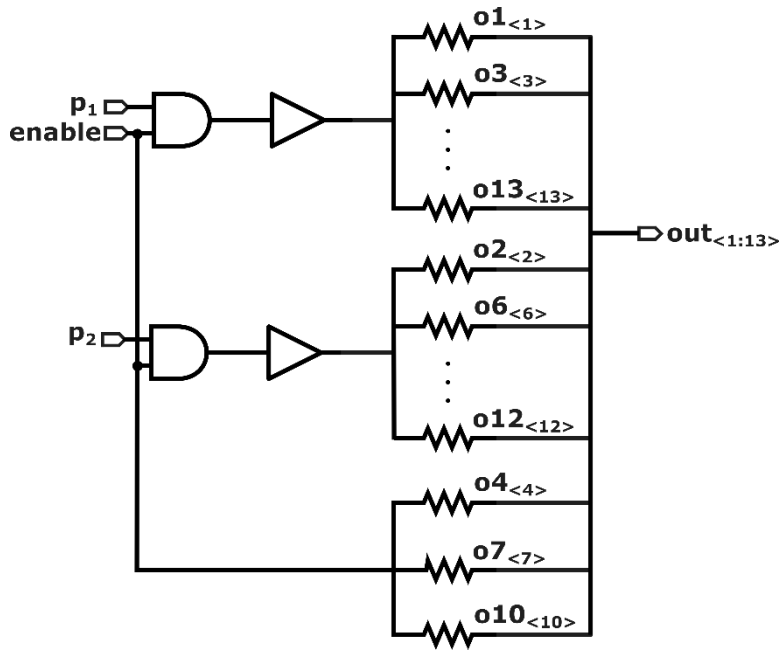 o1<1>
o3<3>
p1
enable
o13<13>
out<1:13>
o2<2>
o6<6>
p2
o12<12>
o4<4>
o7<7>
o10<10>